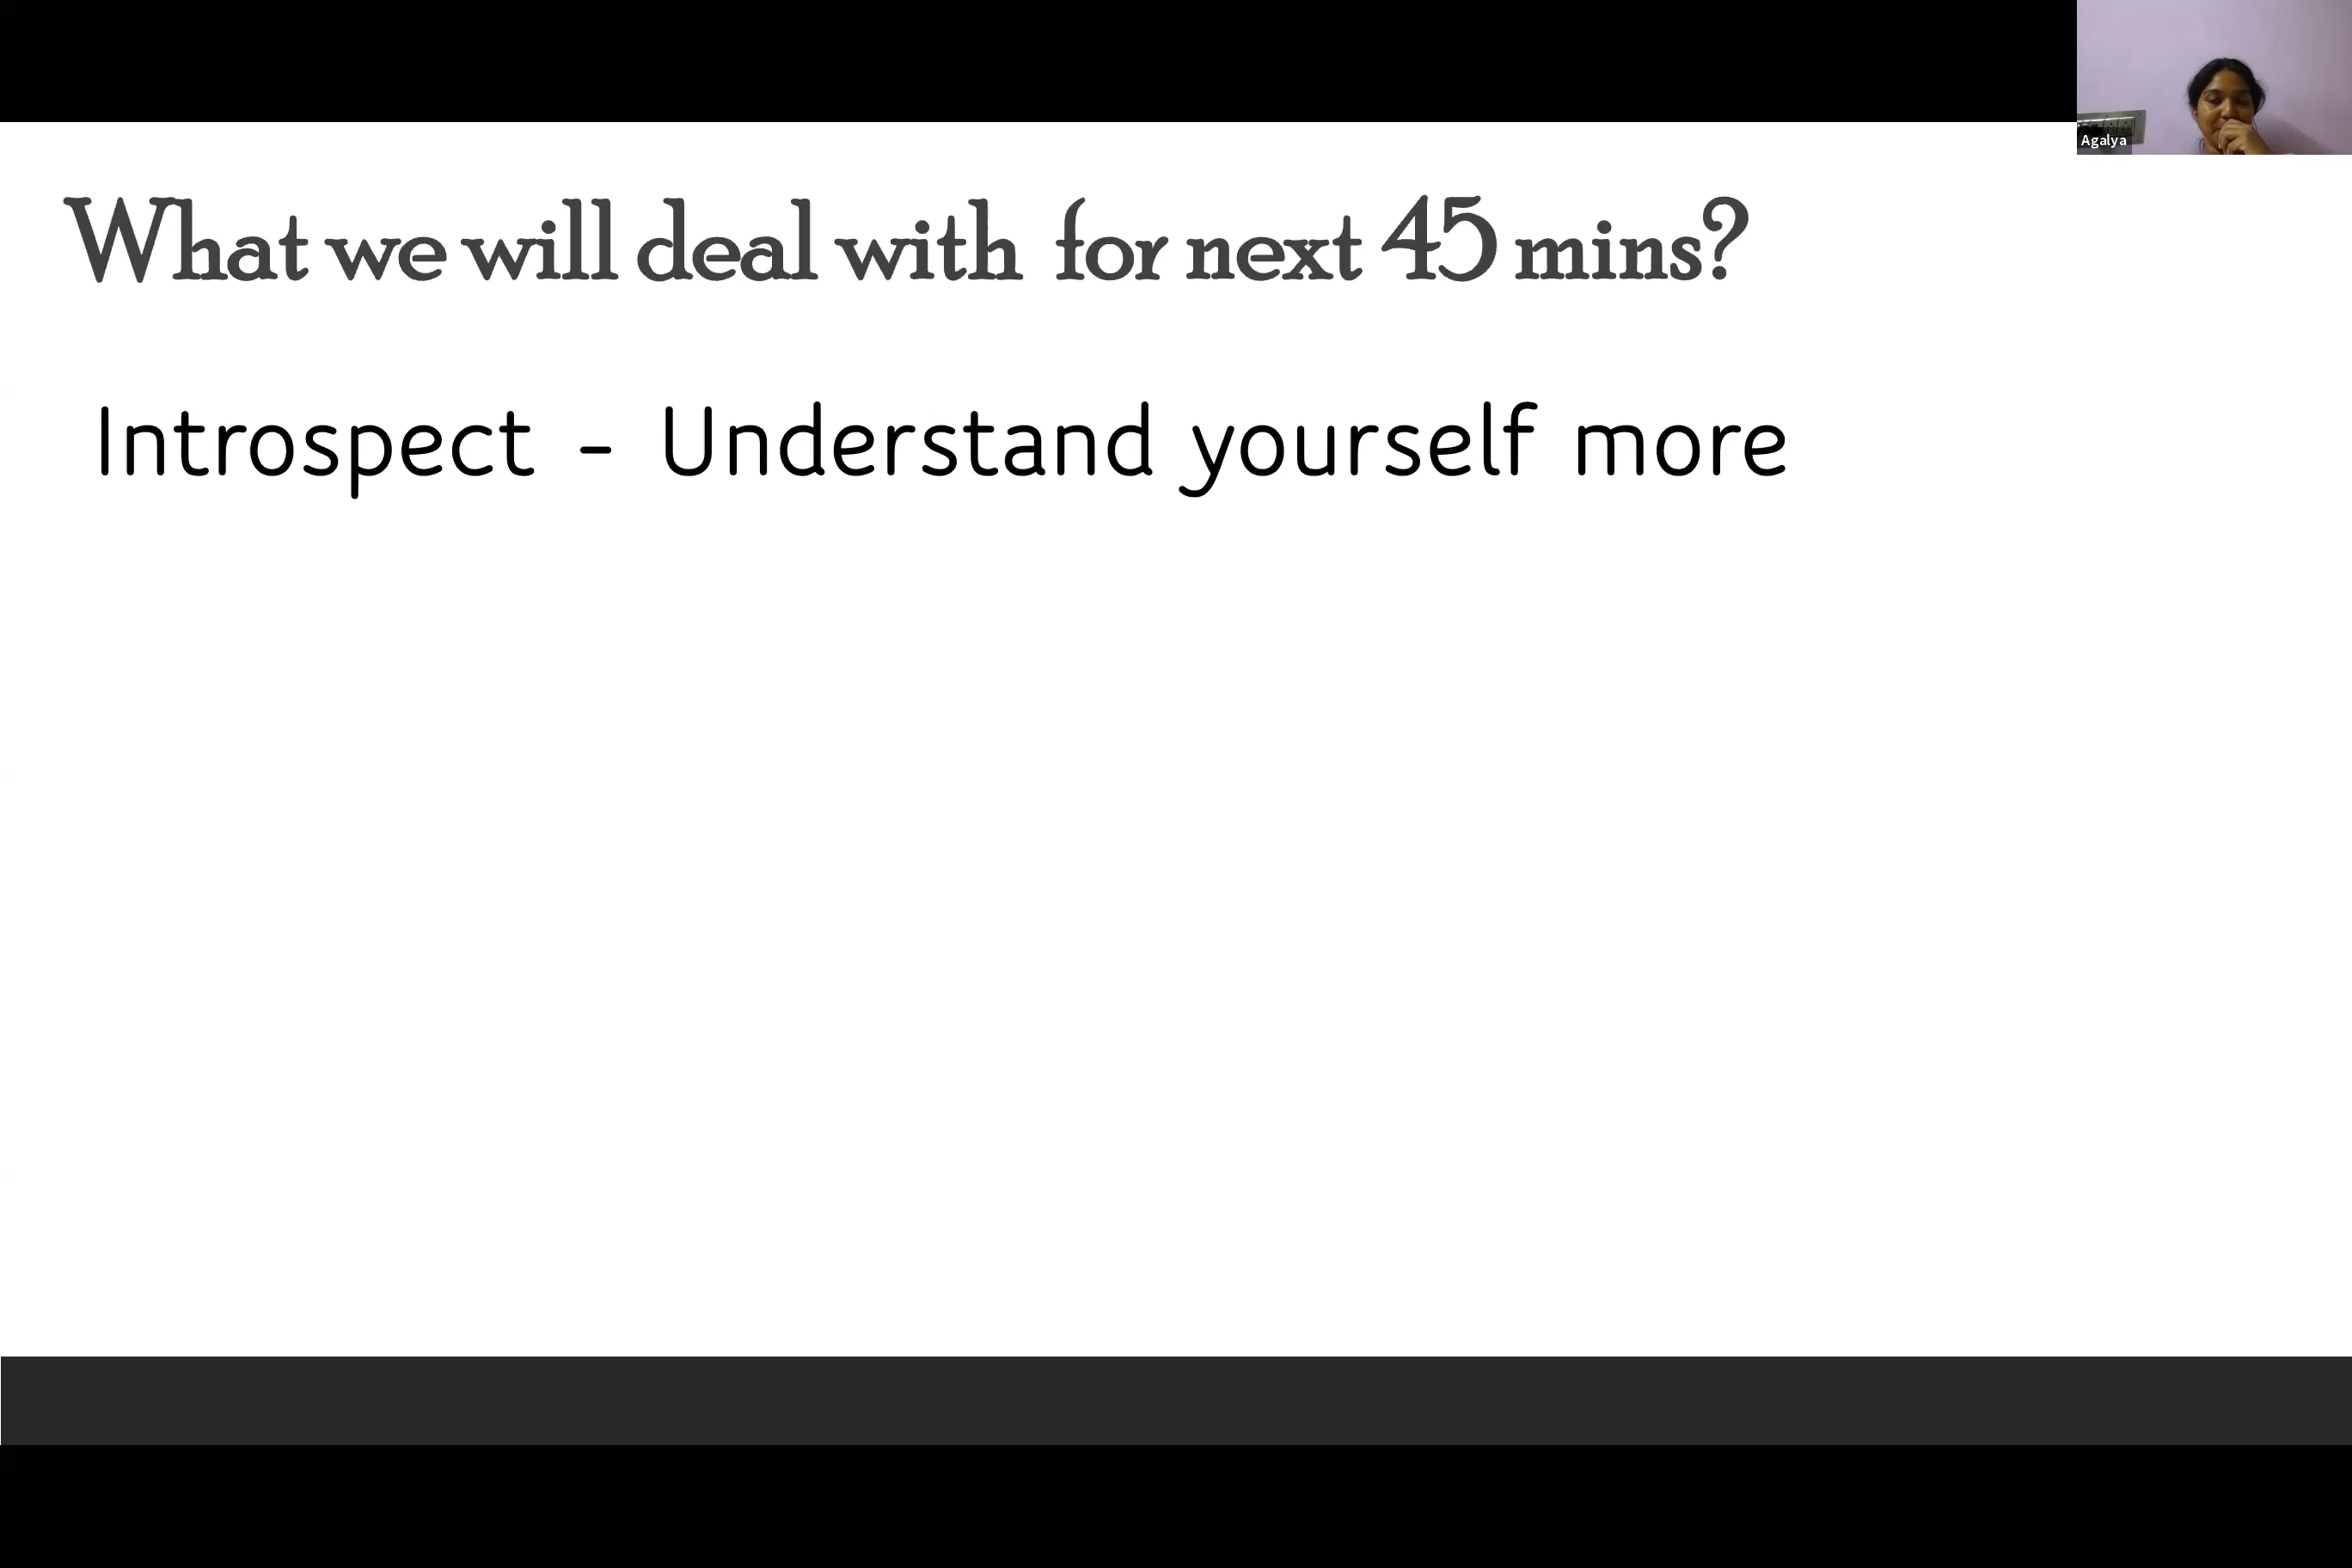 Agalya
What we will deal with for next 45 mins?
Introspect - Understand yourself more